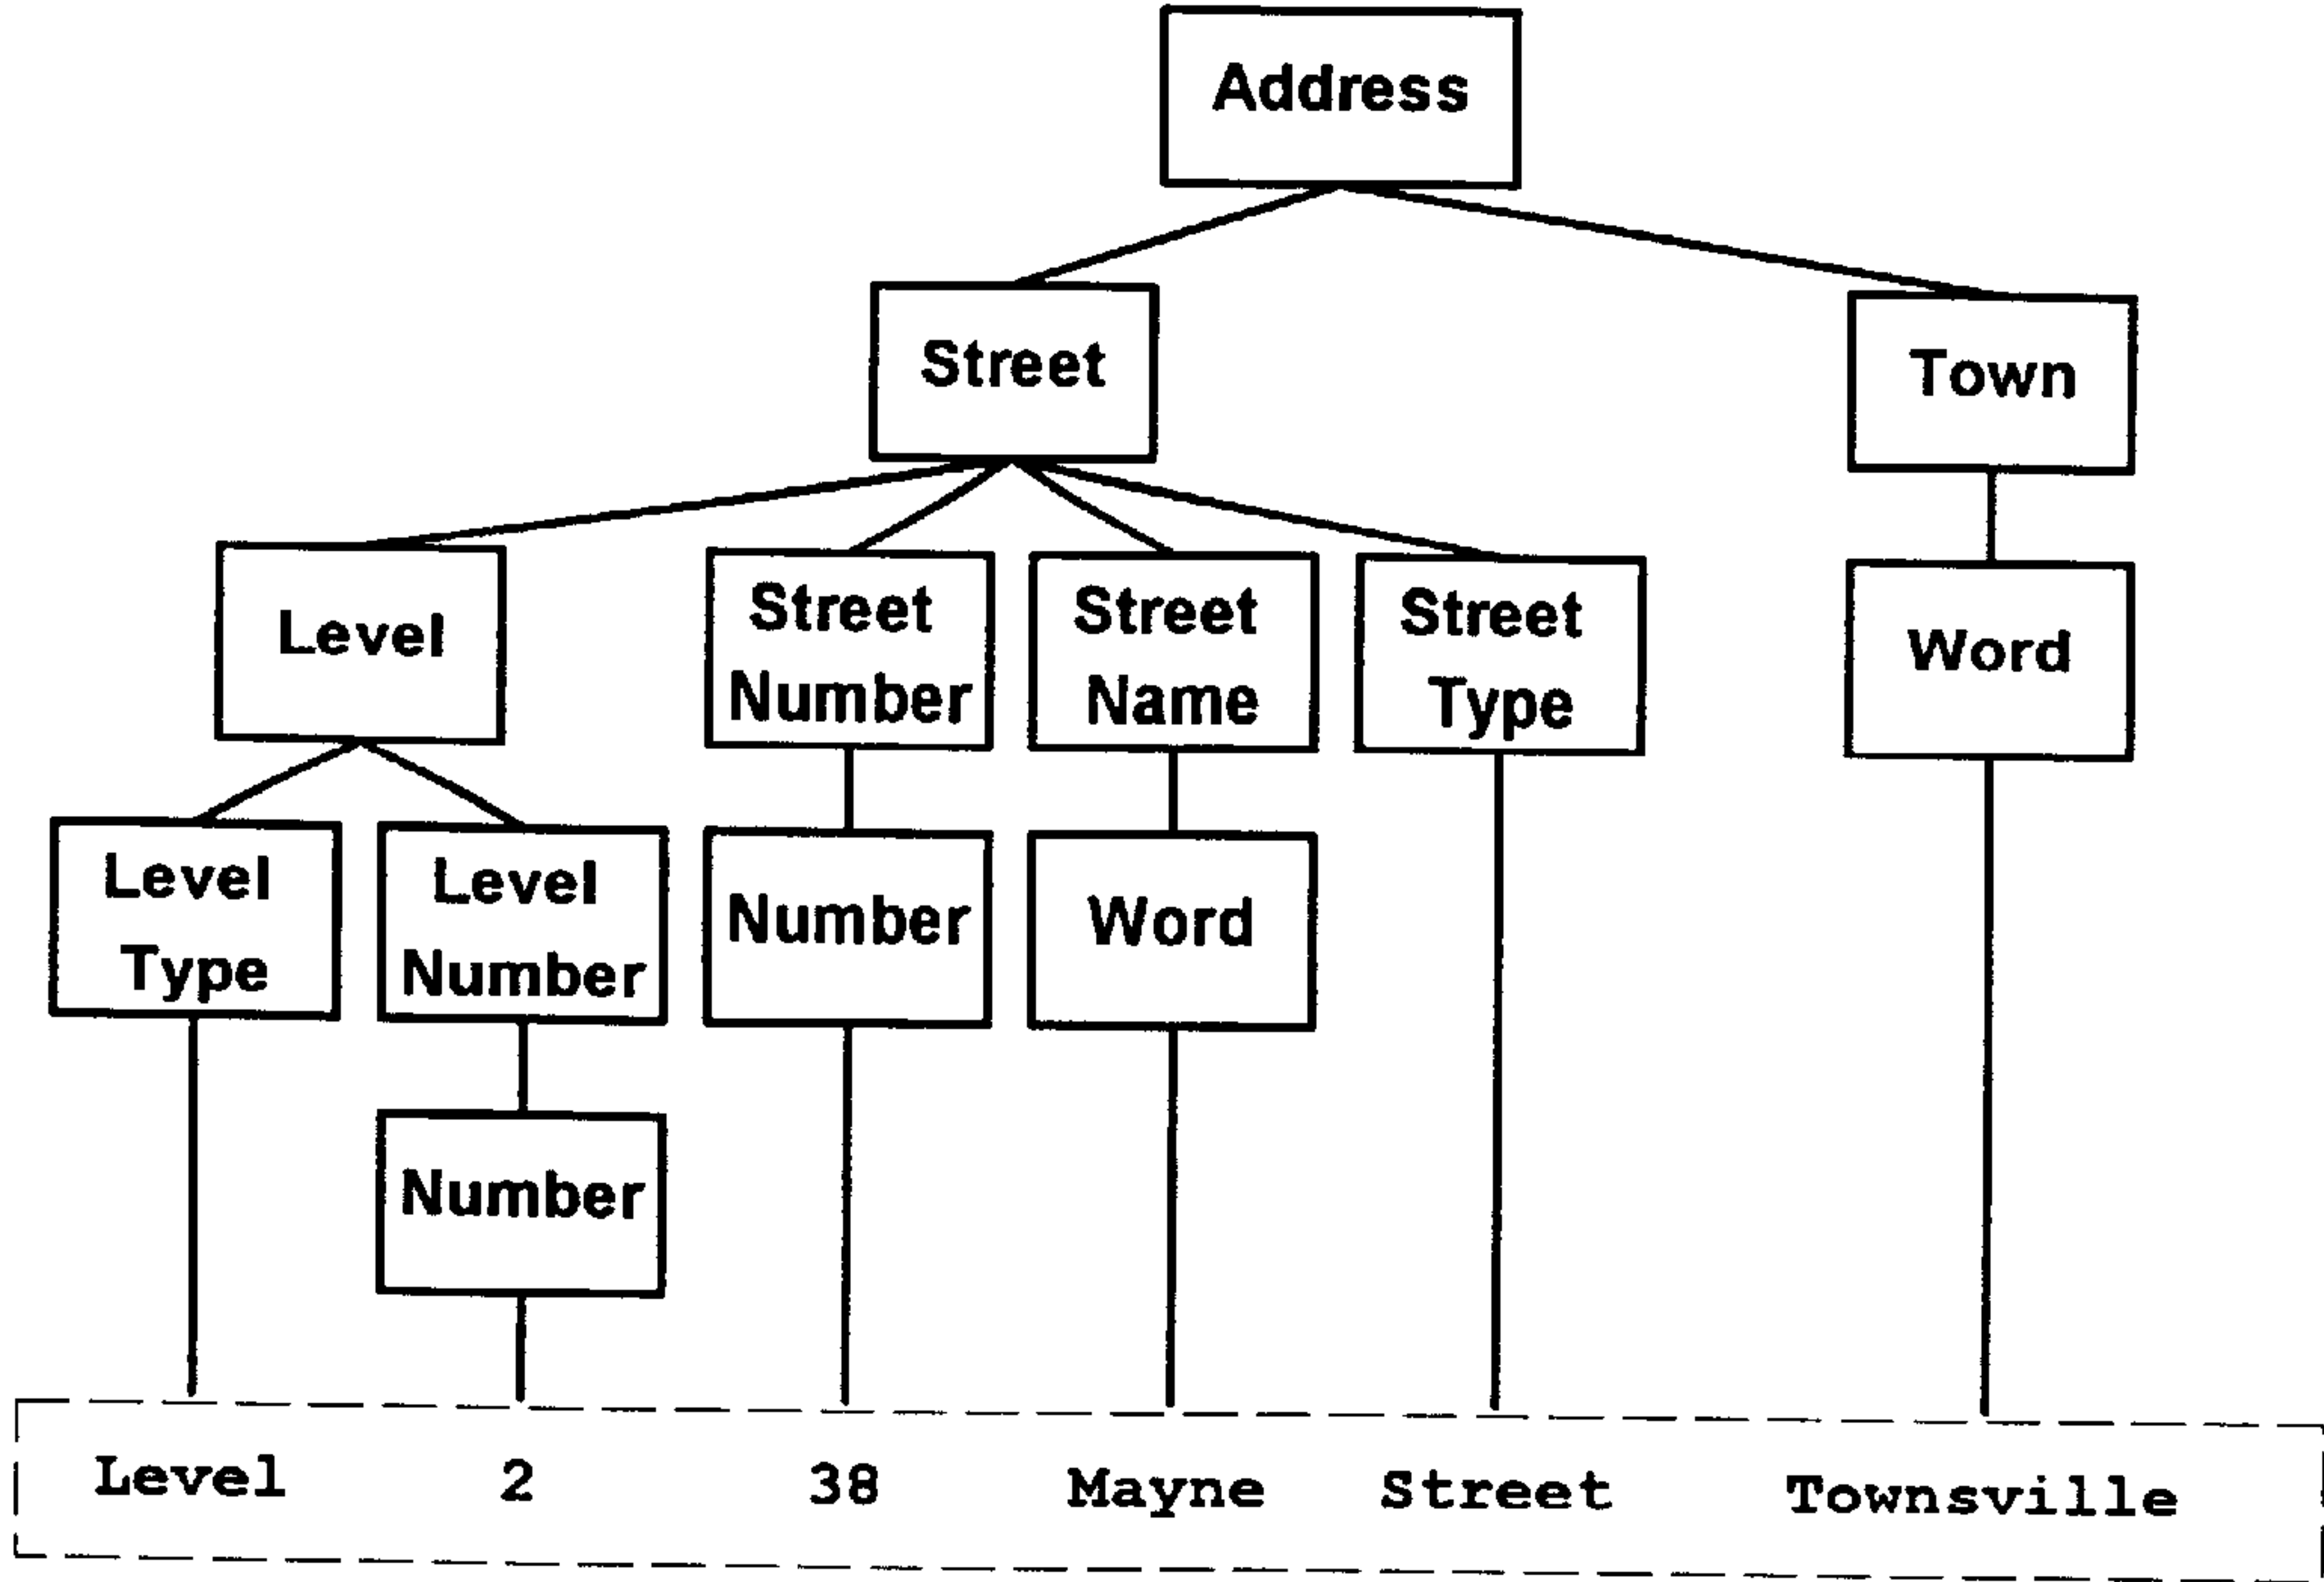 Address
Street
Town
Level
Street
Number
Street
Name
Street
Type
Word
Level
Type
Level
Number
Number
Word
Number
Level 2 38 Mayne Street Townsville